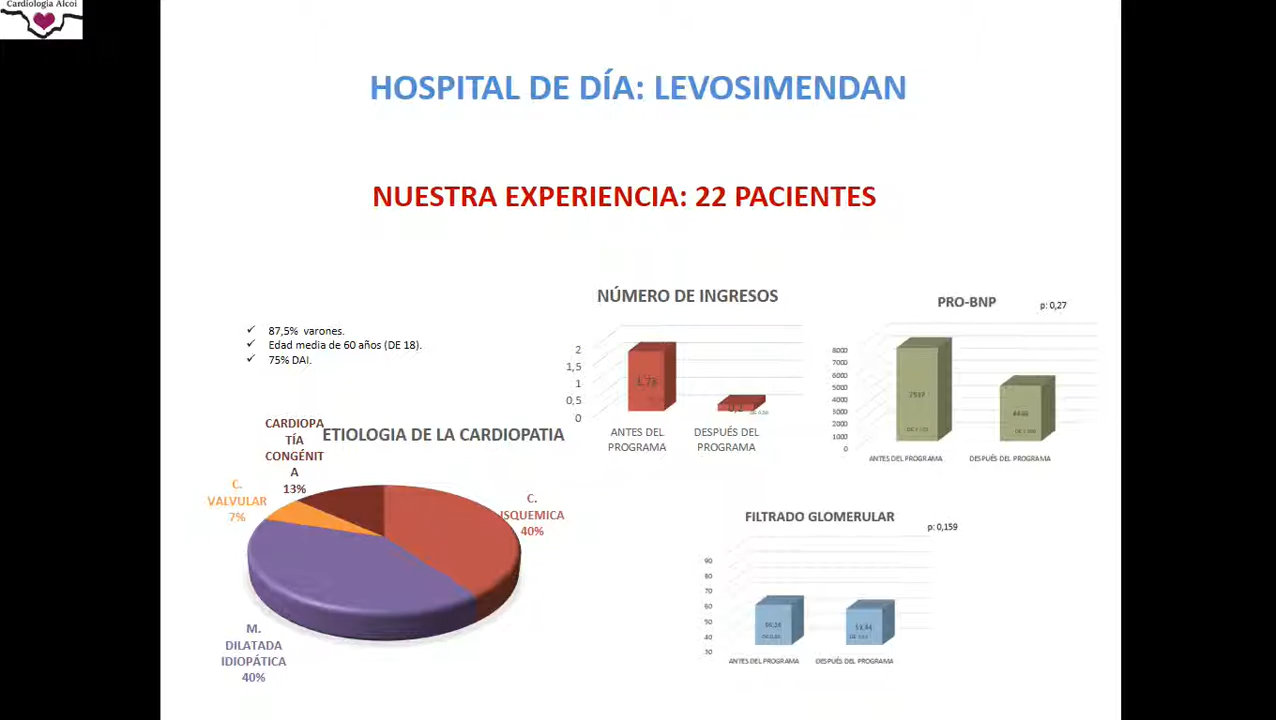 Cardiología Alcoi
HOSPITAL DE DÍA: LEVOSIMENDAN
NUESTRA EXPERIENCIA: 22 PACIENTES
✓ 87,5% varones.
✓ Edad media de 60 años (DE 18).
✓ 75% DAI.
ETIOLOGIA DE LA CARDIOPATIA
CARDIOPA
TÍA
CONGÉNIT
A
13%
C.
VALVULAR
7%
C.
ISQUEMICA
40%
M.
DILATADA
IDIOPÁTICA
40%
NÚMERO DE INGRESOS
2
1,5
1
0,5
0
1,78
ANTES DEL
PROGRAMA
DESPUÉS DEL
PROGRAMA
PRO-BNP
p: 0,27
8000
7000
6000
5000
4000
3000
2000
1000
0
ANTES DEL PROGRAMA
DESPUÉS DEL PROGRAMA
FILTRADO GLOMERULAR
p: 0,159
90
80
70
60
50
40
30
ANTES DEL PROGRAMA
DESPUÉS DEL PROGRAMA